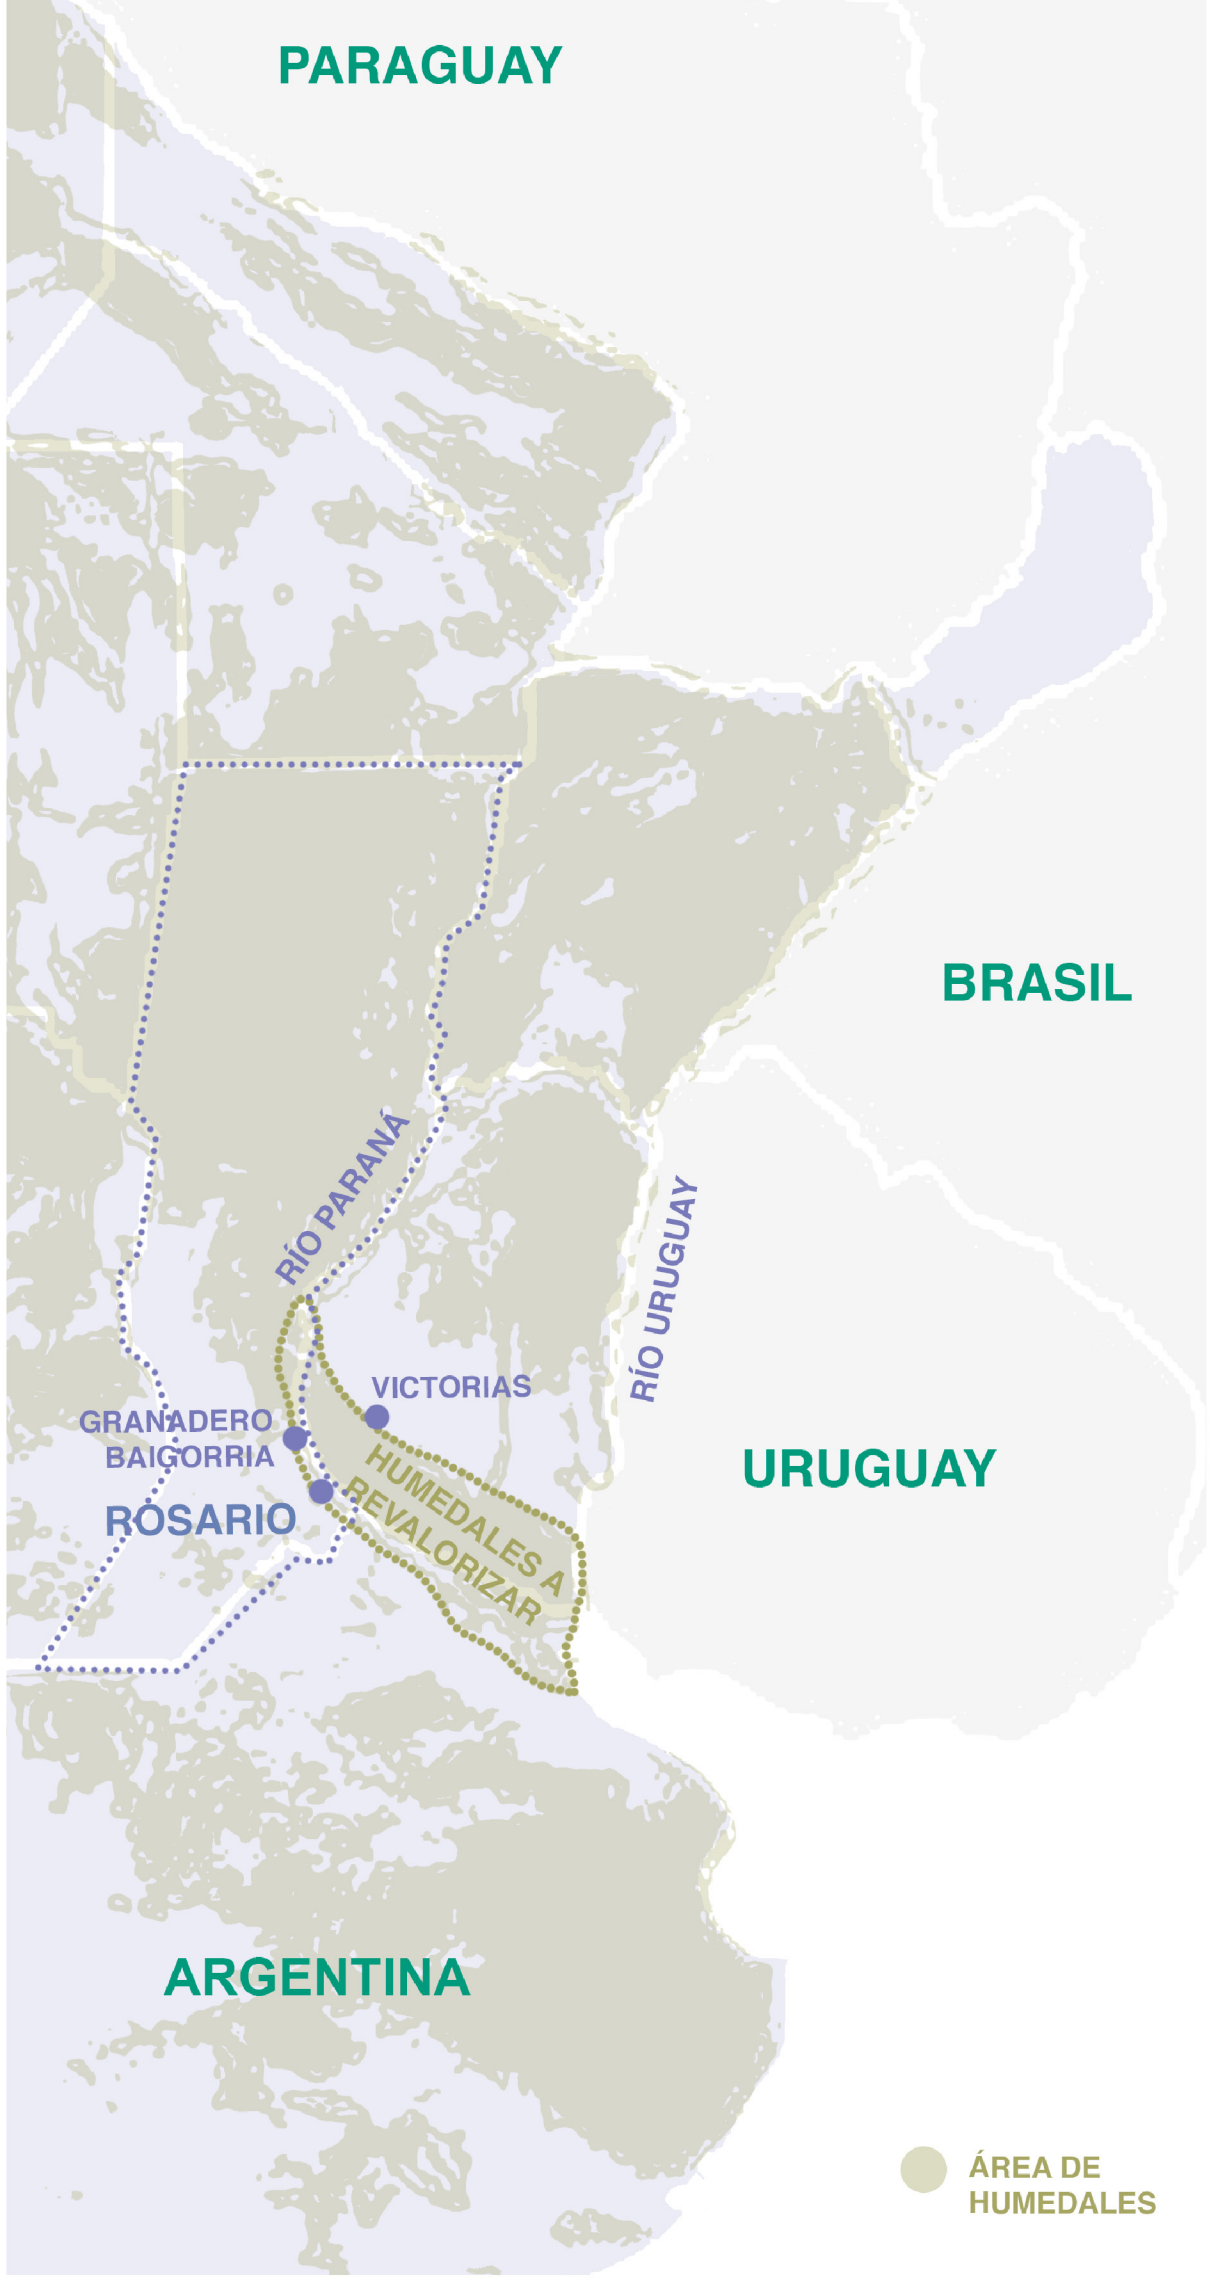 PARAGUAY
BRASIL
RÍO PARANÁ
RÍO URUGUAY
VICTORIAS
GRANADERO
BAIGORRIA
ROSARIO
HUMEDALES A
REVALORIZAR
URUGUAY
ARGENTINA
ÁREA DE
HUMEDALES